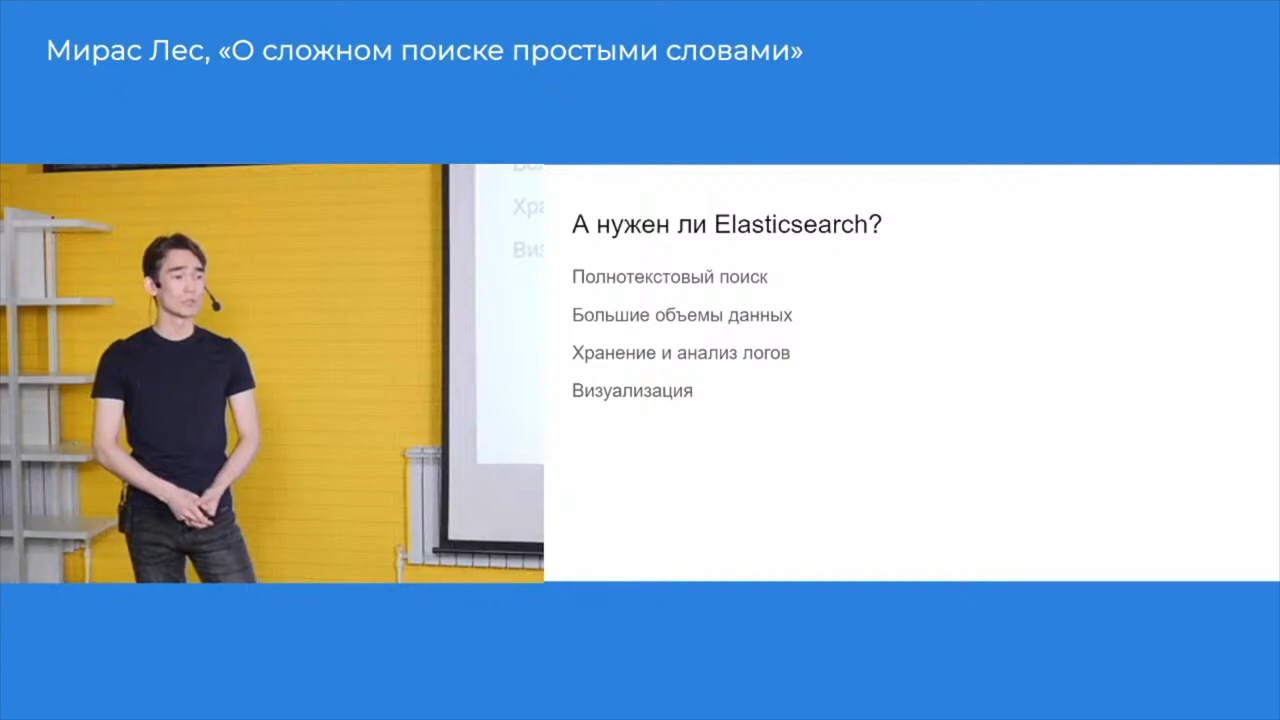 Мирас Лес, «О сложном поиске простыми словами»
А нужен ли Elasticsearch?
Полнотекстовый поиск
Большие объемы данных
Хранение и анализ логов
Визуализация